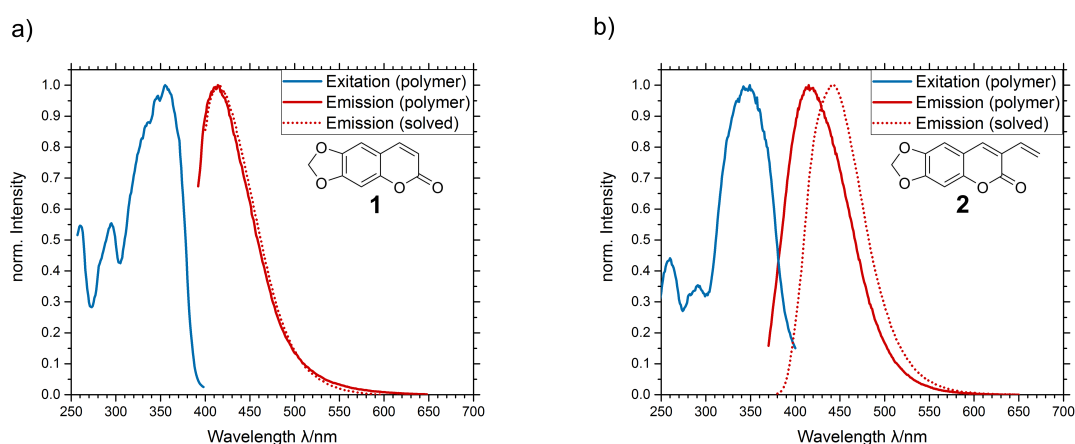 a)
Exitation (polymer)
Emission (polymer)
Emission (solved)
O
O
O
O
1
norm. Intensity
1.0
0.9
0.8
0.7
0.6
0.5
0.4
0.3
0.2
0.1
0.0
250 300 350 400 450 500 550 600 650 700
Wavelength λ/nm
b)
Exitation (polymer)
Emission (polymer)
Emission (solved)
O
O
O
O
2
norm. Intensity
1.0
0.9
0.8
0.7
0.6
0.5
0.4
0.3
0.2
0.1
0.0
250 300 350 400 450 500 550 600 650 700
Wavelength λ/nm